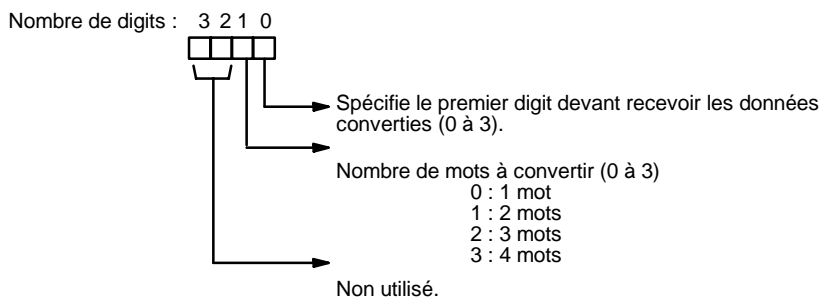 Nombre de digits : 3 2 1 0
Spécifie le premier digit devant recevoir les données
converties (0 à 3).
Nombre de mots à convertir (0 à 3)
0 : 1 mot
1 : 2 mots
2 : 3 mots
3 : 4 mots
Non utilisé.